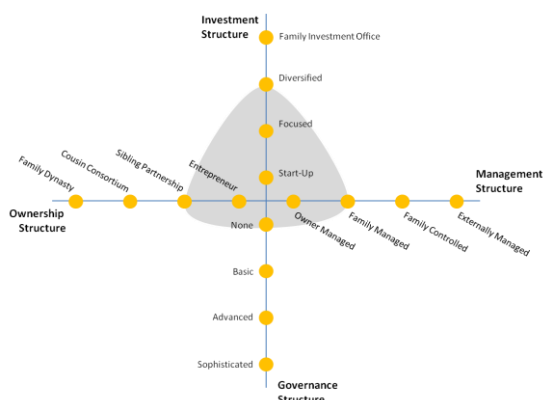 Investment
Structure
Family Investment Office
Diversified
Focused
Start-Up
Family Dynasty
Cousin Consortium
Sibling Partnership
Entrepreneur
Management
Structure
Ownership
Structure
None
Owner Managed
Family Managed
Family Controlled
Externally Managed
Basic
Advanced
Sophisticated
Governance
Structure